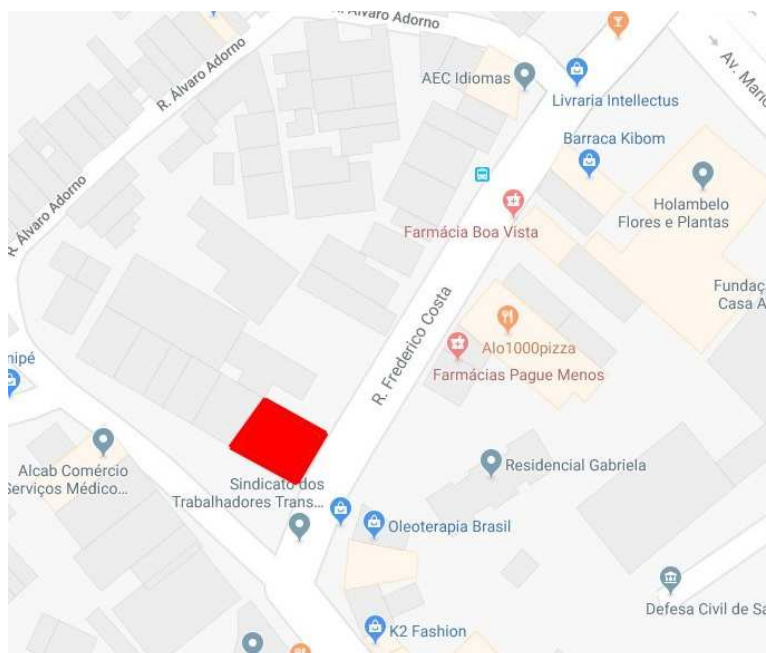 R. Álvaro Adorno
R. Álvaro Adorno
AEC Idiomas
Livraria Intellectus
Av. Mario
Barraca Kibom
R. Álvaro Adorno
Holambelo
Flores e Plantas
Farmácia Boa Vista
Fundaç
Casa A
R. Frederico Costa
Alo1000pizza
nipé
Farmácias Pague Menos
Alcab Comércio
Serviços Médico...
Residencial Gabriela
Sindicato dos
Trabalhadores Trans...
Oleoterapia Brasil
Defesa Civil de Sa
K2 Fashion